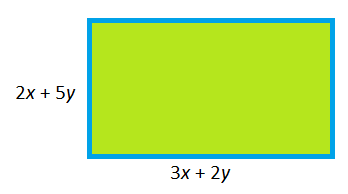 2x + 5y
3x + 2y